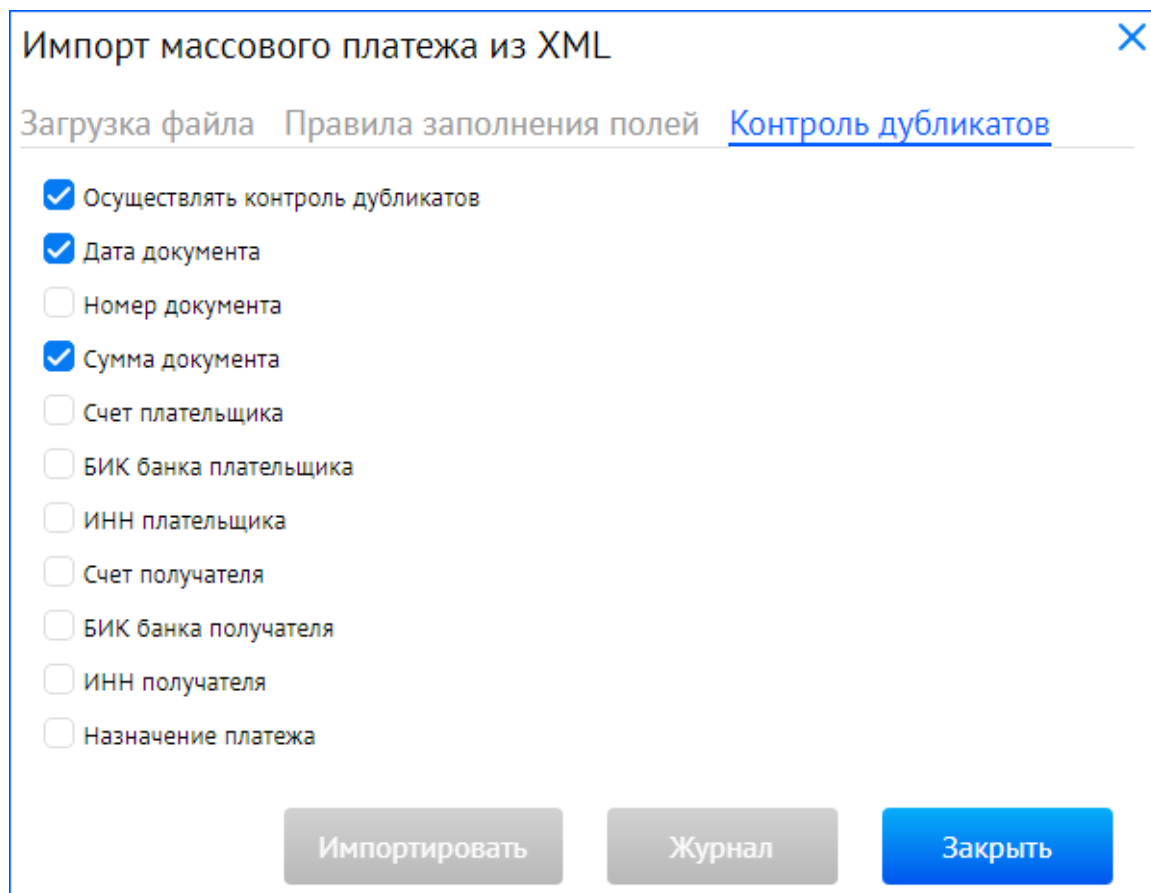 Импорт массового платежа из XML
Загрузка файла Правила заполнения полей Контроль дубликатов
Осуществлять контроль дубликатов
Дата документа
Номер документа
Сумма документа
Счет плательщика
БИК банка плательщика
ИНН плательщика
Счет получателя
БИК банка получателя
ИНН получателя
Назначение платежа
Импортировать Журнал Закрыть